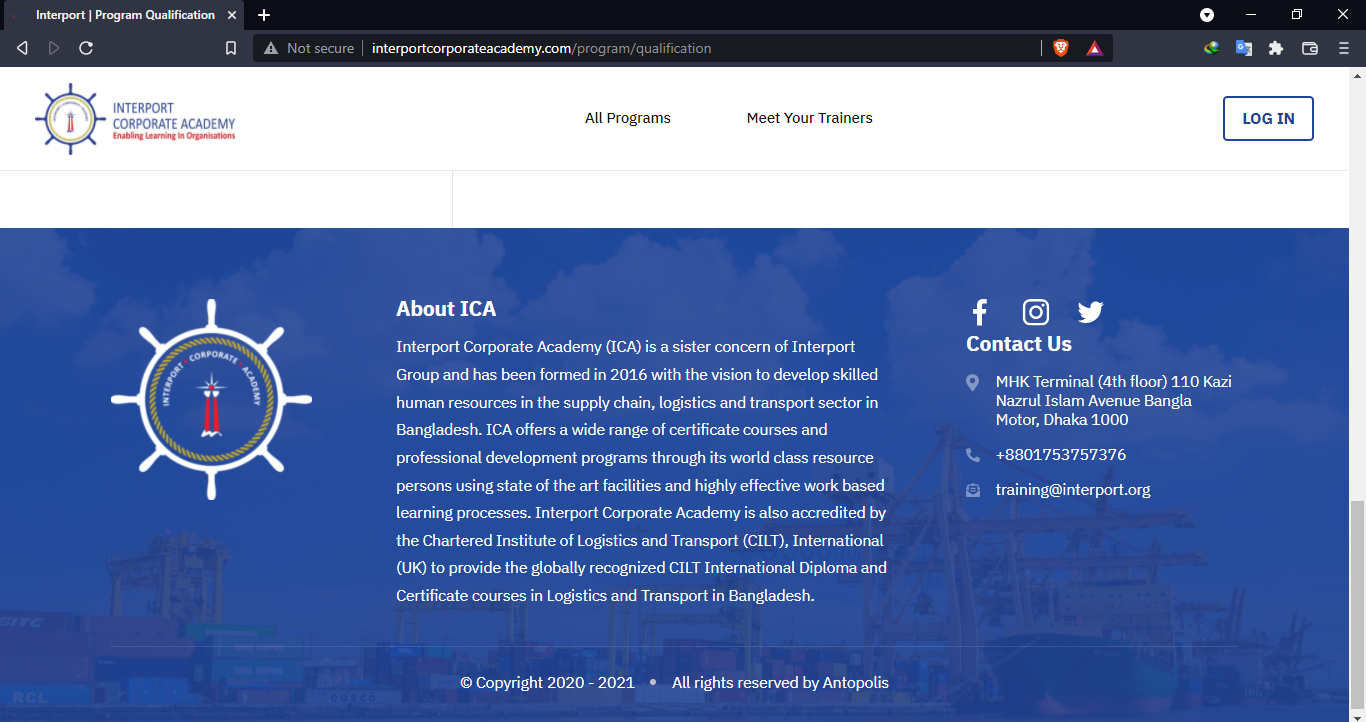 Interport | Program Qualification
Not secure
interportcorporateacademy.com/program/qualification
INTERPORT
CORPORATE ACADEMY
Enabling Learning In Organisations
All Programs
Meet Your Trainers
LOG IN
INTERPORT CORPORATE ACADEMY
About ICA
Interport Corporate Academy (ICA) is a sister concern of Interport
Group and has been formed in 2016 with the vision to develop skilled
human resources in the supply chain, logistics and transport sector in
Bangladesh. ICA offers a wide range of certificate courses and
professional development programs through its world class resource
persons using state of the art facilities and highly effective work based
learning processes. Interport Corporate Academy is also accredited by
the Chartered Institute of Logistics and Transport (CILT), International
(UK) to provide the globally recognized CILT International Diploma and
Certificate courses in Logistics and Transport in Bangladesh.
Contact Us
MHK Terminal (4th floor) 110 Kazi
Nazrul Islam Avenue Bangla
Motor, Dhaka 1000
+8801753757376
training@interport.org
SITC
RCL
COSCO
© Copyright 2020 - 2021 • All rights reserved by Antopolis